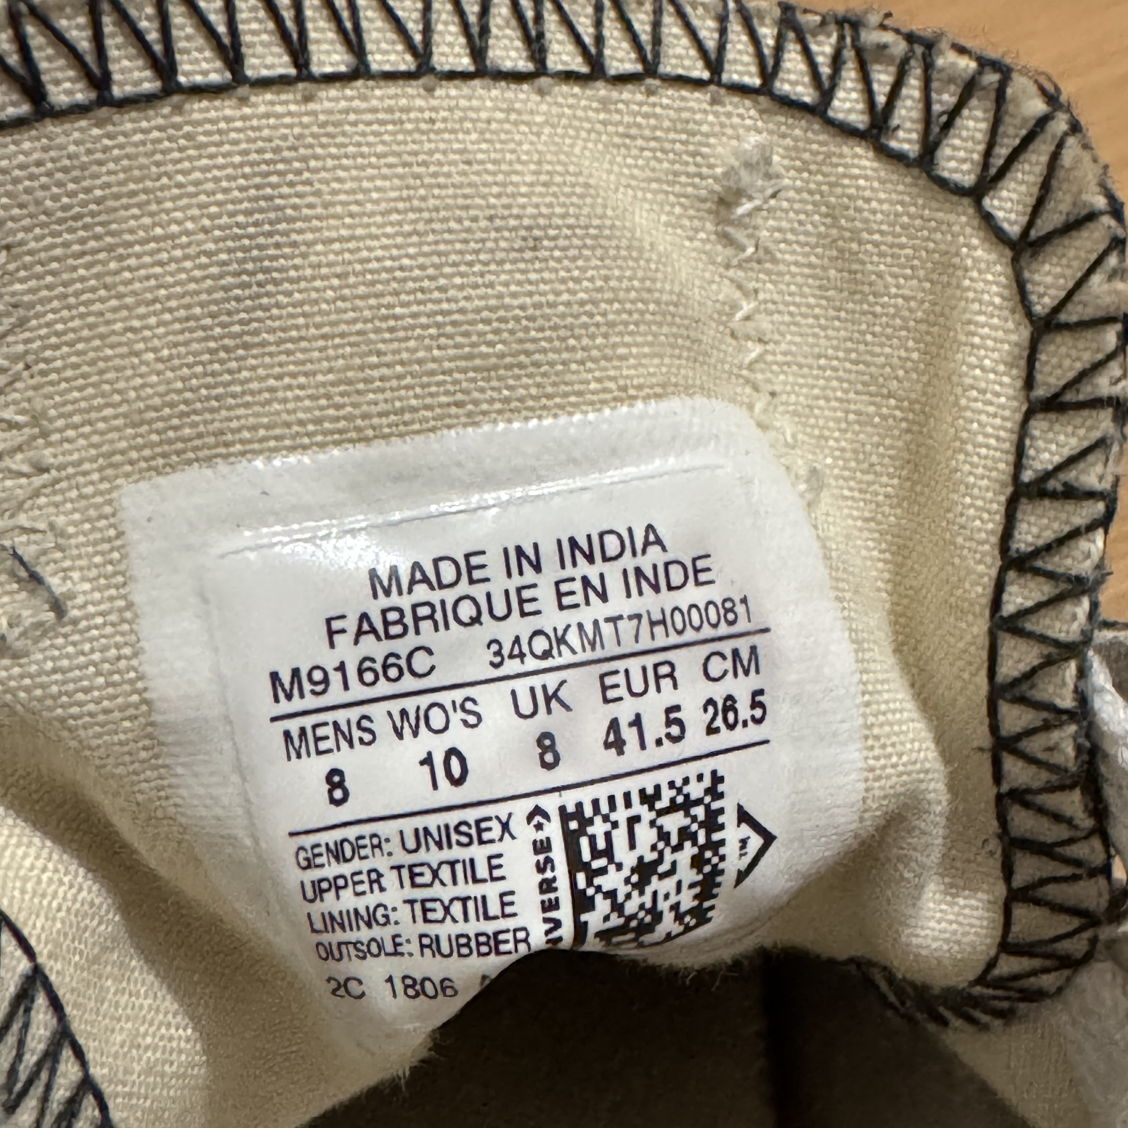 MADE IN INDIA
FABRIQUE EN INDE
M9166C 34QKMT7H00081
MENS WO'S UK EUR CM
8 10 8 41.5 26.5
GENDER: UNISEX
UPPER TEXTILE
LINING: TEXTILE
OUTSOLE: RUBBER
2C 1806
TM